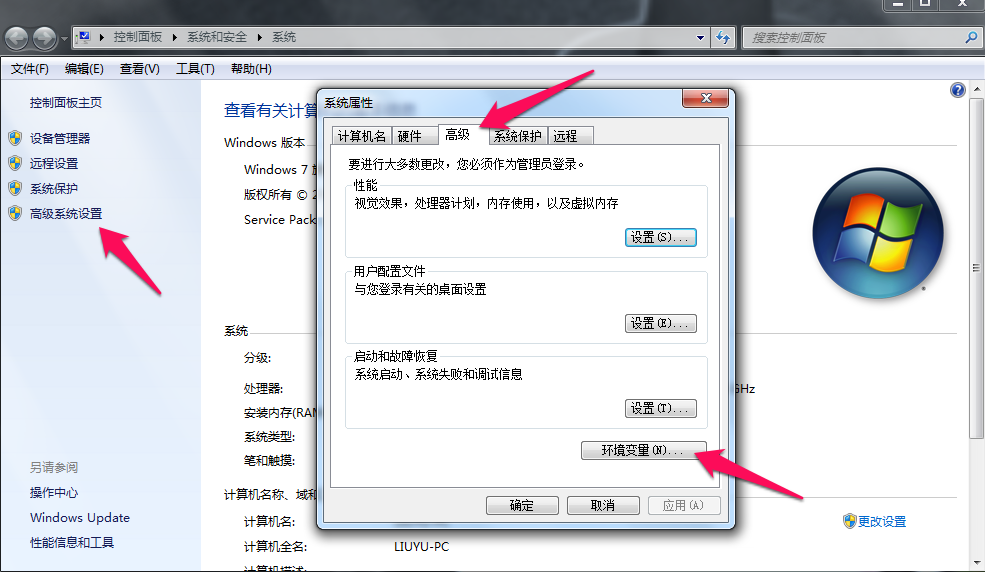 控制面板 系统和安全 系统
搜索控制面板
文件(F) 编辑(E) 查看(V) 工具(T) 帮助(H)
控制面板主页
设备管理器
远程设置
系统保护
高级系统设置
另请参阅
操作中心
Windows Update
性能信息和工具
查看有关计算
Windows 版本
Windows 7
版权所有 © 2
Service Pack
系统
分级:
处理器:
GHz
安装内存(RAM
系统类型:
笔和触摸:
计算机名称、域和
计算机名:
更改设置
计算机全名: LIUYU-PC
计算机描述:
系统属性
计算机名 硬件 高级 系统保护 远程
要进行大多数更改，您必须作为管理员登录。
性能
视觉效果，处理器计划，内存使用，以及虚拟内存
设置(S)...
用户配置文件
与您登录有关的桌面设置
设置(E)...
启动和故障恢复
系统启动、系统失败和调试信息
设置(T)...
环境变量(N)...
确定 取消 应用(A)